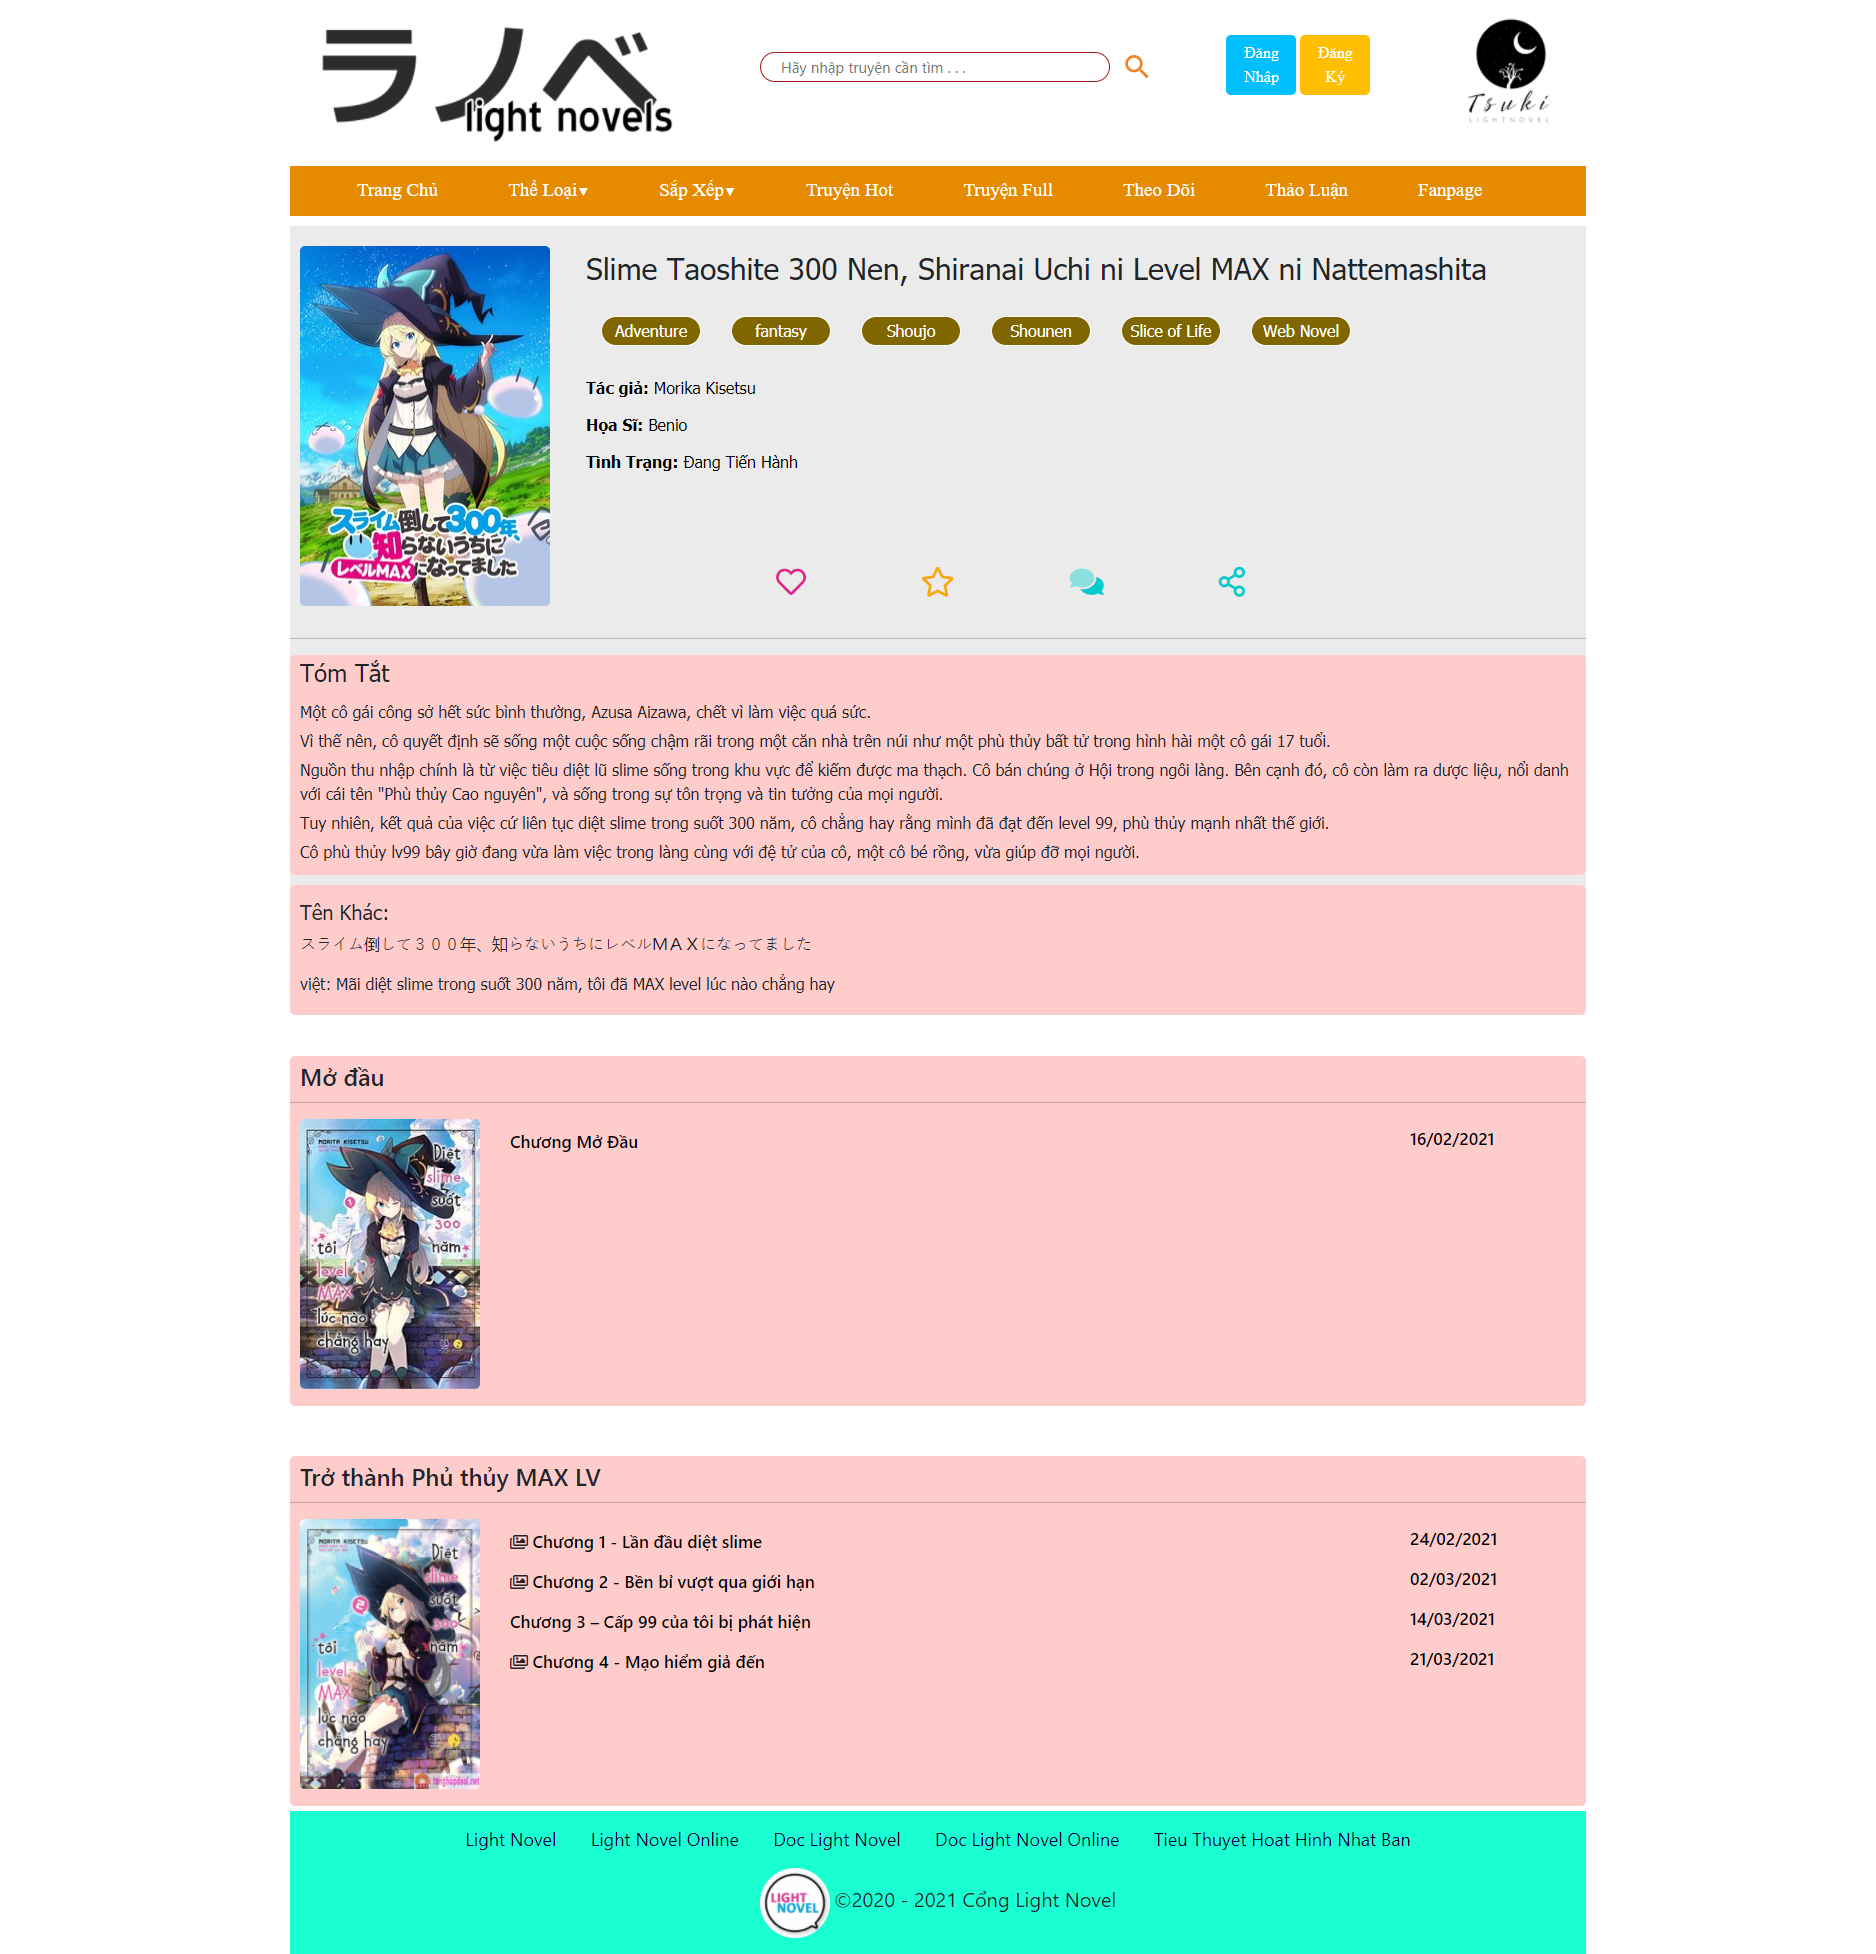 ラノベ
light novels
Hãy nhập truyện cần tìm . . .
Đăng Nhập
Đăng Ký
Tsuki
LIGHTNOVEL
Trang Chủ Thể Loại▾ Sắp Xếp▾ Truyện Hot Truyện Full Theo Dõi Thảo Luận Fanpage
Slime Taoshite 300 Nen, Shiranai Uchi ni Level MAX ni Nattemashita
Adventure fantasy Shoujo Shounen Slice of Life Web Novel
Tác giả: Morika Kisetsu
Họa Sĩ: Benio
Tình Trạng: Đang Tiến Hành
スライム倒して300年、
知らないうちに
レベルMAXになってました
Tóm Tắt
Một cô gái công sở hết sức bình thường, Azusa Aizawa, chết vì làm việc quá sức.
Vì thế nên, cô quyết định sẽ sống một cuộc sống chậm rãi trong một căn nhà trên núi như một phù thủy bất tử trong hình hài một cô gái 17 tuổi.
Nguồn thu nhập chính là từ việc tiêu diệt lũ slime sống trong khu vực để kiếm được ma thạch. Cô bán chúng ở Hội trong ngôi làng. Bên cạnh đó, cô còn làm ra dược liệu, nổi danh
với cái tên "Phù thủy Cao nguyên", và sống trong sự tôn trọng và tin tưởng của mọi người.
Tuy nhiên, kết quả của việc cứ liên tục diệt slime trong suốt 300 năm, cô chẳng hay rằng mình đã đạt đến level 99, phù thủy mạnh nhất thế giới.
Cô phù thủy lv99 bây giờ đang vừa làm việc trong làng cùng với đệ tử của cô, một cô bé rồng, vừa giúp đỡ mọi người.
Tên Khác:
スライム倒して３００年、知らないうちにレベルＭＡＸになってました
việt: Mãi diệt slime trong suốt 300 năm, tôi đã MAX level lúc nào chẳng hay
Mở đầu
MORITA KISETSU
Diệt
slime
suốt
1
300
tôi năm
level
MAX
lúc nào
chẳng hay
Chương Mở Đầu 16/02/2021
Trở thành Phủ thủy MAX LV
MORITA KISETSU
Diệt
slime
suốt
2
300
tôi năm
level
MAX
lúc nào
chẳng hay
tonghopdeal.net
Chương 1 - Lần đầu diệt slime 24/02/2021
Chương 2 - Bền bỉ vượt qua giới hạn 02/03/2021
Chương 3 – Cấp 99 của tôi bị phát hiện 14/03/2021
Chương 4 - Mạo hiểm giả đến 21/03/2021
Light Novel Light Novel Online Doc Light Novel Doc Light Novel Online Tieu Thuyet Hoat Hinh Nhat Ban
LIGHT
NOVEL
©2020 - 2021 Cổng Light Novel